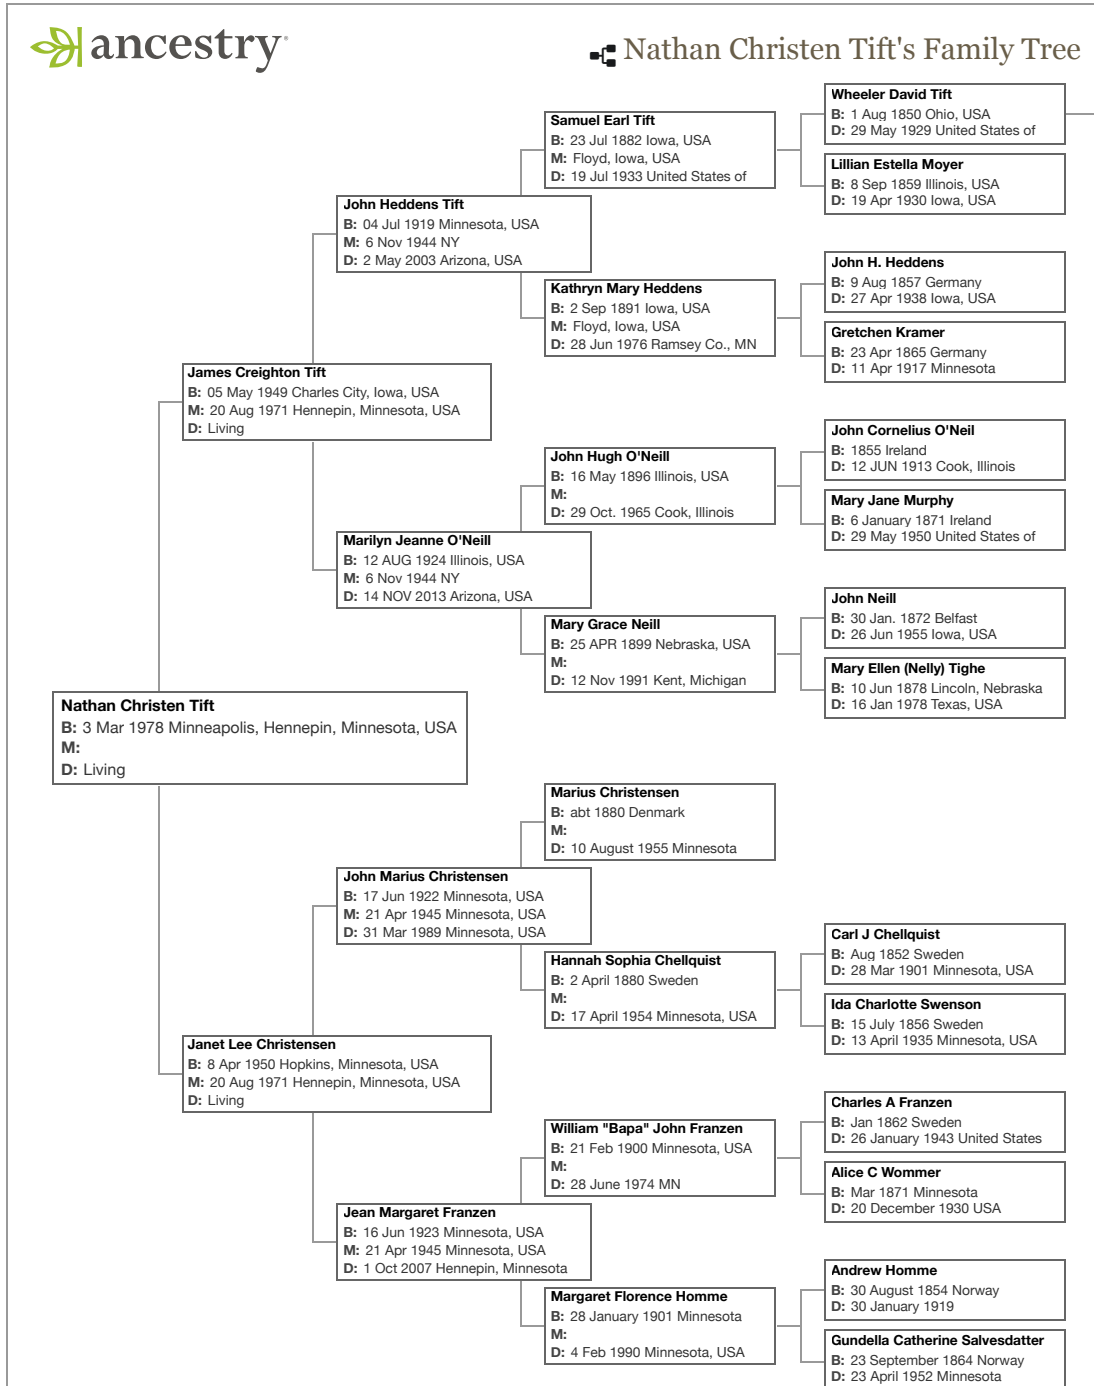 ancestry
Nathan Christen Tift's Family Tree
Wheeler David Tift
B: 1 Aug 1850 Ohio, USA
D: 29 May 1929 United States of
Samuel Earl Tift
B: 23 Jul 1882 Iowa, USA
M: Floyd, Iowa, USA
D: 19 Jul 1933 United States of
Lillian Estella Moyer
B: 8 Sep 1859 Illinois, USA
D: 19 Apr 1930 Iowa, USA
John Heddens Tift
B: 04 Jul 1919 Minnesota, USA
M: 6 Nov 1944 NY
D: 2 May 2003 Arizona, USA
John H. Heddens
B: 9 Aug 1857 Germany
D: 27 Apr 1938 Iowa, USA
Kathryn Mary Heddens
B: 2 Sep 1891 Iowa, USA
M: Floyd, Iowa, USA
D: 28 Jun 1976 Ramsey Co., MN
Gretchen Kramer
B: 23 Apr 1865 Germany
D: 11 Apr 1917 Minnesota
James Creighton Tift
B: 05 May 1949 Charles City, Iowa, USA
M: 20 Aug 1971 Hennepin, Minnesota, USA
D: Living
John Cornelius O'Neil
B: 1855 Ireland
D: 12 JUN 1913 Cook, Illinois
John Hugh O'Neill
B: 16 May 1896 Illinois, USA
M:
D: 29 Oct. 1965 Cook, Illinois
Mary Jane Murphy
B: 6 January 1871 Ireland
D: 29 May 1950 United States of
Marilyn Jeanne O'Neill
B: 12 AUG 1924 Illinois, USA
M: 6 Nov 1944 NY
D: 14 NOV 2013 Arizona, USA
John Neill
B: 30 Jan. 1872 Belfast
D: 26 Jun 1955 Iowa, USA
Mary Grace Neill
B: 25 APR 1899 Nebraska, USA
M:
D: 12 Nov 1991 Kent, Michigan
Mary Ellen (Nelly) Tighe
B: 10 Jun 1878 Lincoln, Nebraska
D: 16 Jan 1978 Texas, USA
Nathan Christen Tift
B: 3 Mar 1978 Minneapolis, Hennepin, Minnesota, USA
M:
D: Living
Marius Christensen
B: abt 1880 Denmark
M:
D: 10 August 1955 Minnesota
John Marius Christensen
B: 17 Jun 1922 Minnesota, USA
M: 21 Apr 1945 Minnesota, USA
D: 31 Mar 1989 Minnesota, USA
Carl J Chellquist
B: Aug 1852 Sweden
D: 28 Mar 1901 Minnesota, USA
Hannah Sophia Chellquist
B: 2 April 1880 Sweden
M:
D: 17 April 1954 Minnesota, USA
Ida Charlotte Swenson
B: 15 July 1856 Sweden
D: 13 April 1935 Minnesota, USA
Janet Lee Christensen
B: 8 Apr 1950 Hopkins, Minnesota, USA
M: 20 Aug 1971 Hennepin, Minnesota, USA
D: Living
Charles A Franzen
B: Jan 1862 Sweden
D: 26 January 1943 United States
William "Bapa" John Franzen
B: 21 Feb 1900 Minnesota, USA
M:
D: 28 June 1974 MN
Alice C Wommer
B: Mar 1871 Minnesota
D: 20 December 1930 USA
Jean Margaret Franzen
B: 16 Jun 1923 Minnesota, USA
M: 21 Apr 1945 Minnesota, USA
D: 1 Oct 2007 Hennepin, Minnesota
Andrew Homme
B: 30 August 1854 Norway
D: 30 January 1919
Margaret Florence Homme
B: 28 January 1901 Minnesota
M:
D: 4 Feb 1990 Minnesota, USA
Gundella Catherine Salvesdatter
B: 23 September 1864 Norway
D: 23 April 1952 Minnesota